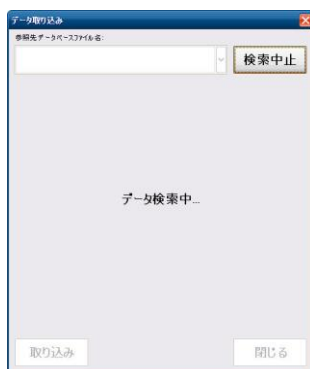 データ取り込み
参照先データベースファイル名:
検索中止
データ検索中...
取り込み
閉じる